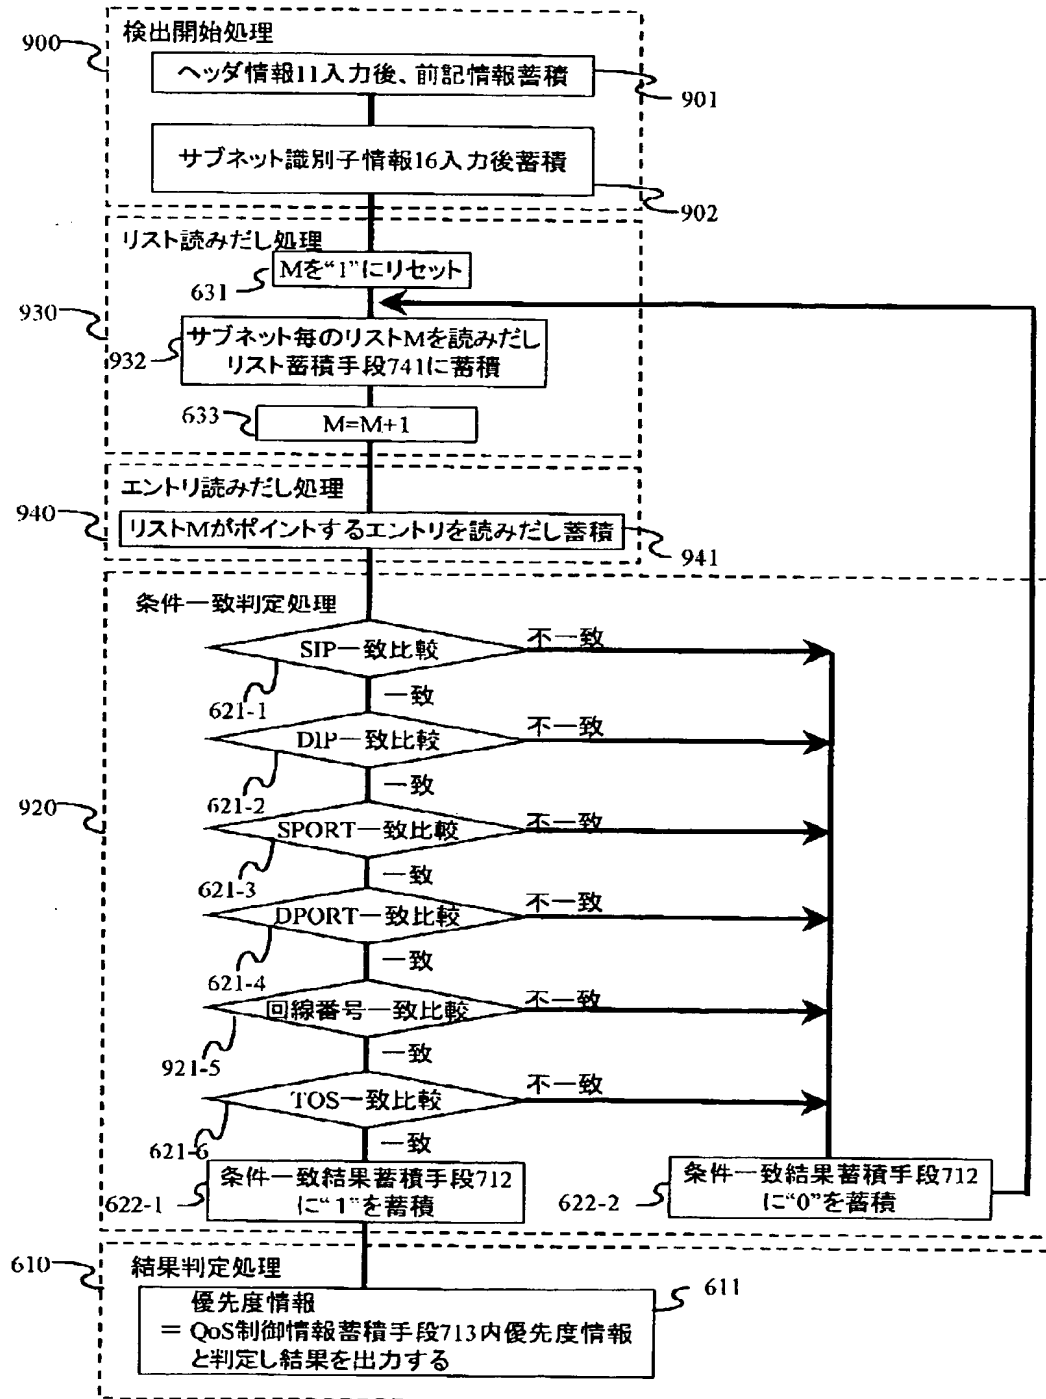 検出開始処理
900
ヘッダ情報11入力後、前記情報蓄積
901
サブネット識別子情報16入力後蓄積
902
リスト読みだし処理
Mを“1”にリセット
631
930
サブネット毎のリストMを読みだし
リスト蓄積手段741に蓄積
932
633
M=M+1
エントリ読みだし処理
940
リストMがポイントするエントリを読みだし蓄積
941
条件一致判定処理
SIP一致比較
不一致
621-1
一致
DIP一致比較
不一致
621-2
一致
920
SPORT一致比較
不一致
621-3
一致
DPORT一致比較
不一致
621-4
一致
回線番号一致比較
不一致
921-5
一致
TOS一致比較
不一致
621-6
一致
条件一致結果蓄積手段712
に“1”を蓄積
622-1
条件一致結果蓄積手段712
に“0”を蓄積
622-2
610
結果判定処理
611
優先度情報
= QoS制御情報蓄積手段713内優先度情報
と判定し結果を出力する